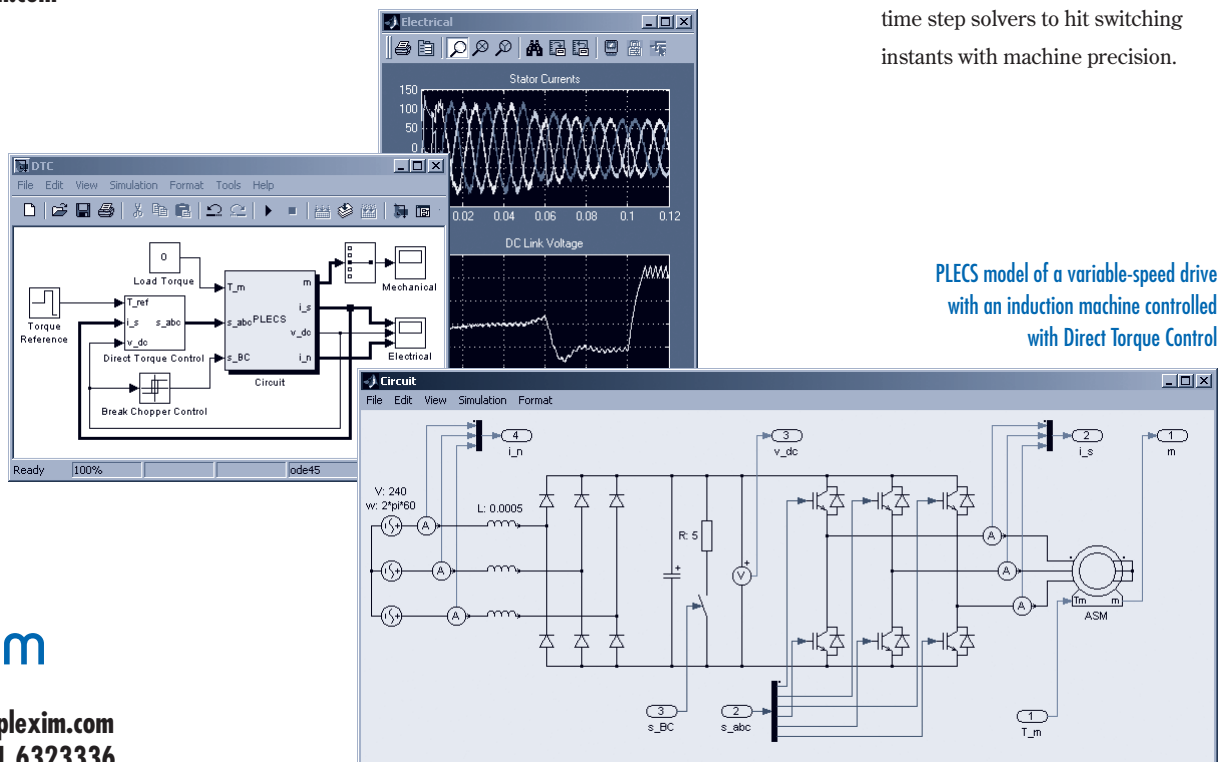 time step solvers to hit switching
instants with machine precision.
Electrical
Stator Currents
150
100
50
0
0.02 0.04 0.06 0.08 0.1 0.12
DC Link Voltage
DTC
File Edit View Simulation Format Tools Help
0
Load Torque
Torque
Reference
T_ref
i_s
v_dc
s_abc
Direct Torque Control
Break Chopper Control
T_m
s_abc
s_BC
PLECS
m
i_s
v_dc
i_n
Circuit
Mechanical
Electrical
Ready 100% ode45
PLECS model of a variable-speed drive
with an induction machine controlled
with Direct Torque Control
Circuit
File Edit View Simulation Format
4
i_n
3
v_dc
2
i_s
1
m
V: 240
w: 2*pi*60
L: 0.0005
A
A
A
R: 5
V
A
A
A
Tm m
ASM
3
s_BC
2
s_abc
1
T_m
plexim.com
6323336